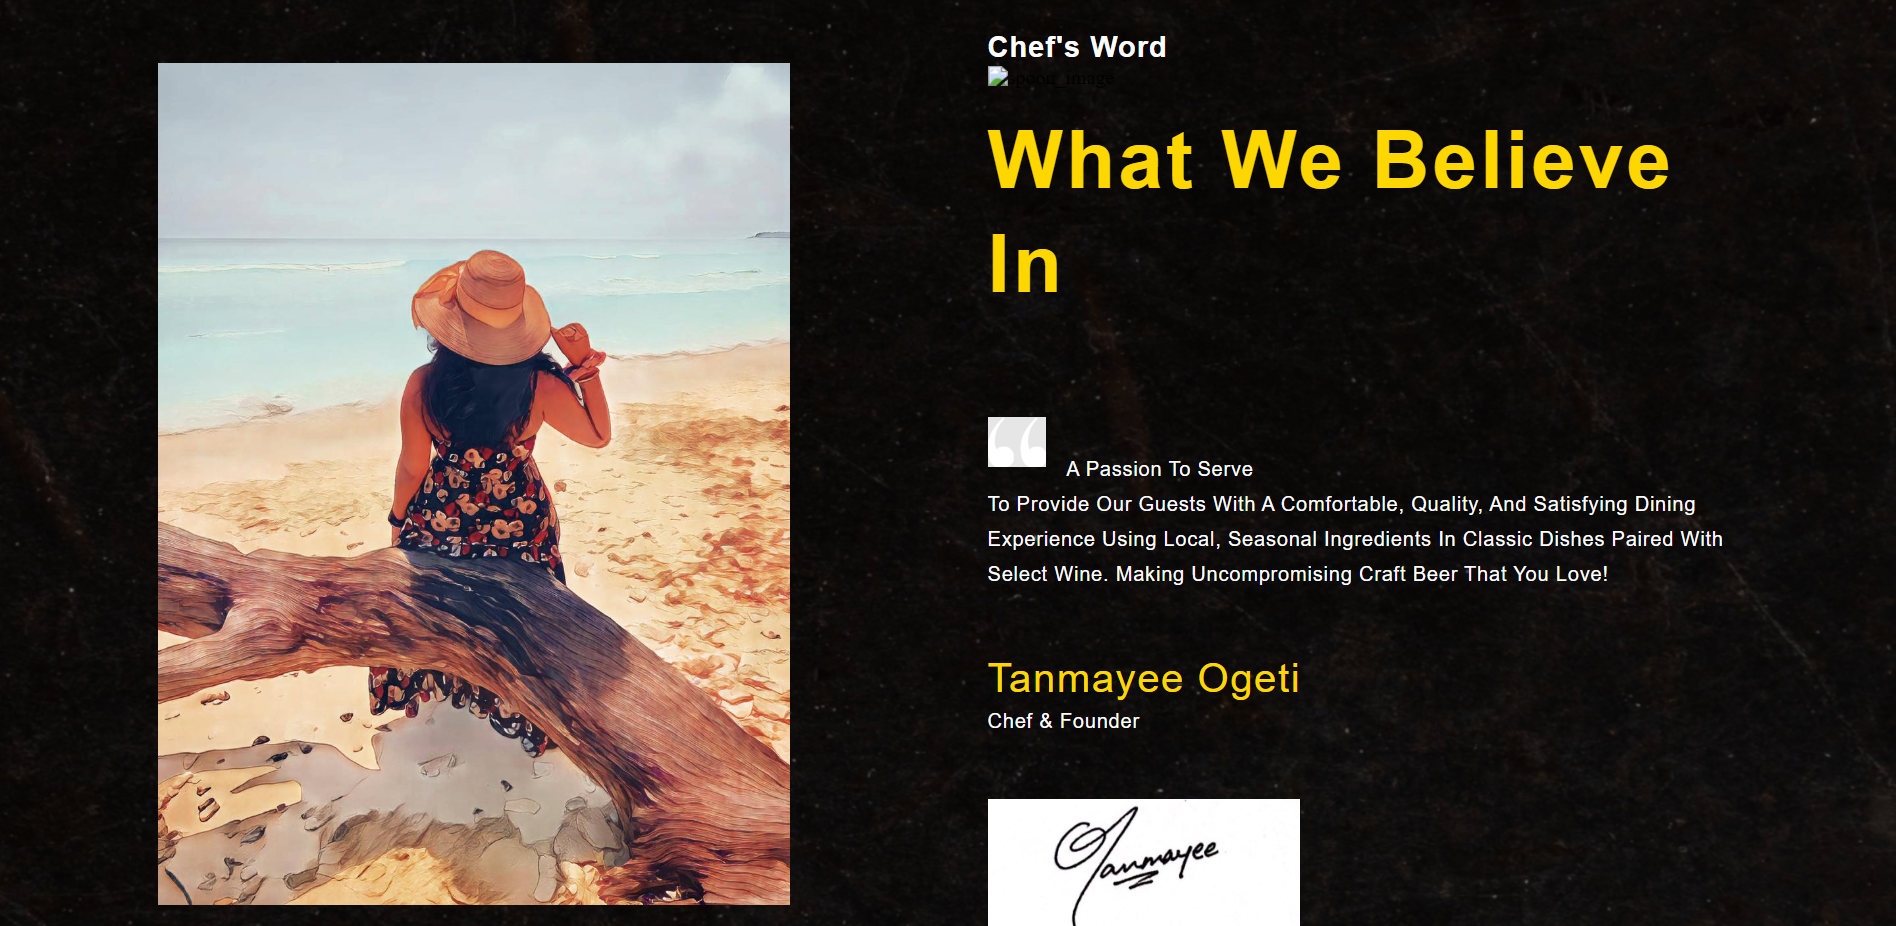 Chef's Word
What We Believe
In
A Passion To Serve
To Provide Our Guests With A Comfortable, Quality, And Satisfying Dining
Experience Using Local, Seasonal Ingredients In Classic Dishes Paired With
Select Wine. Making Uncompromising Craft Beer That You Love!
Tanmayee Ogeti
Chef & Founder
Tanmayee